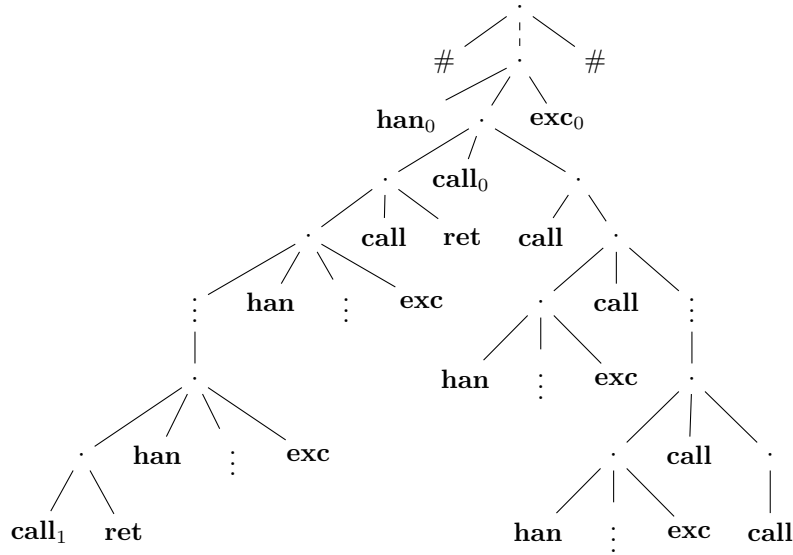 # #
han₀ exc₀
call₀
call ret call
han exc call
han exc
han exc call
call₁ ret han exc call